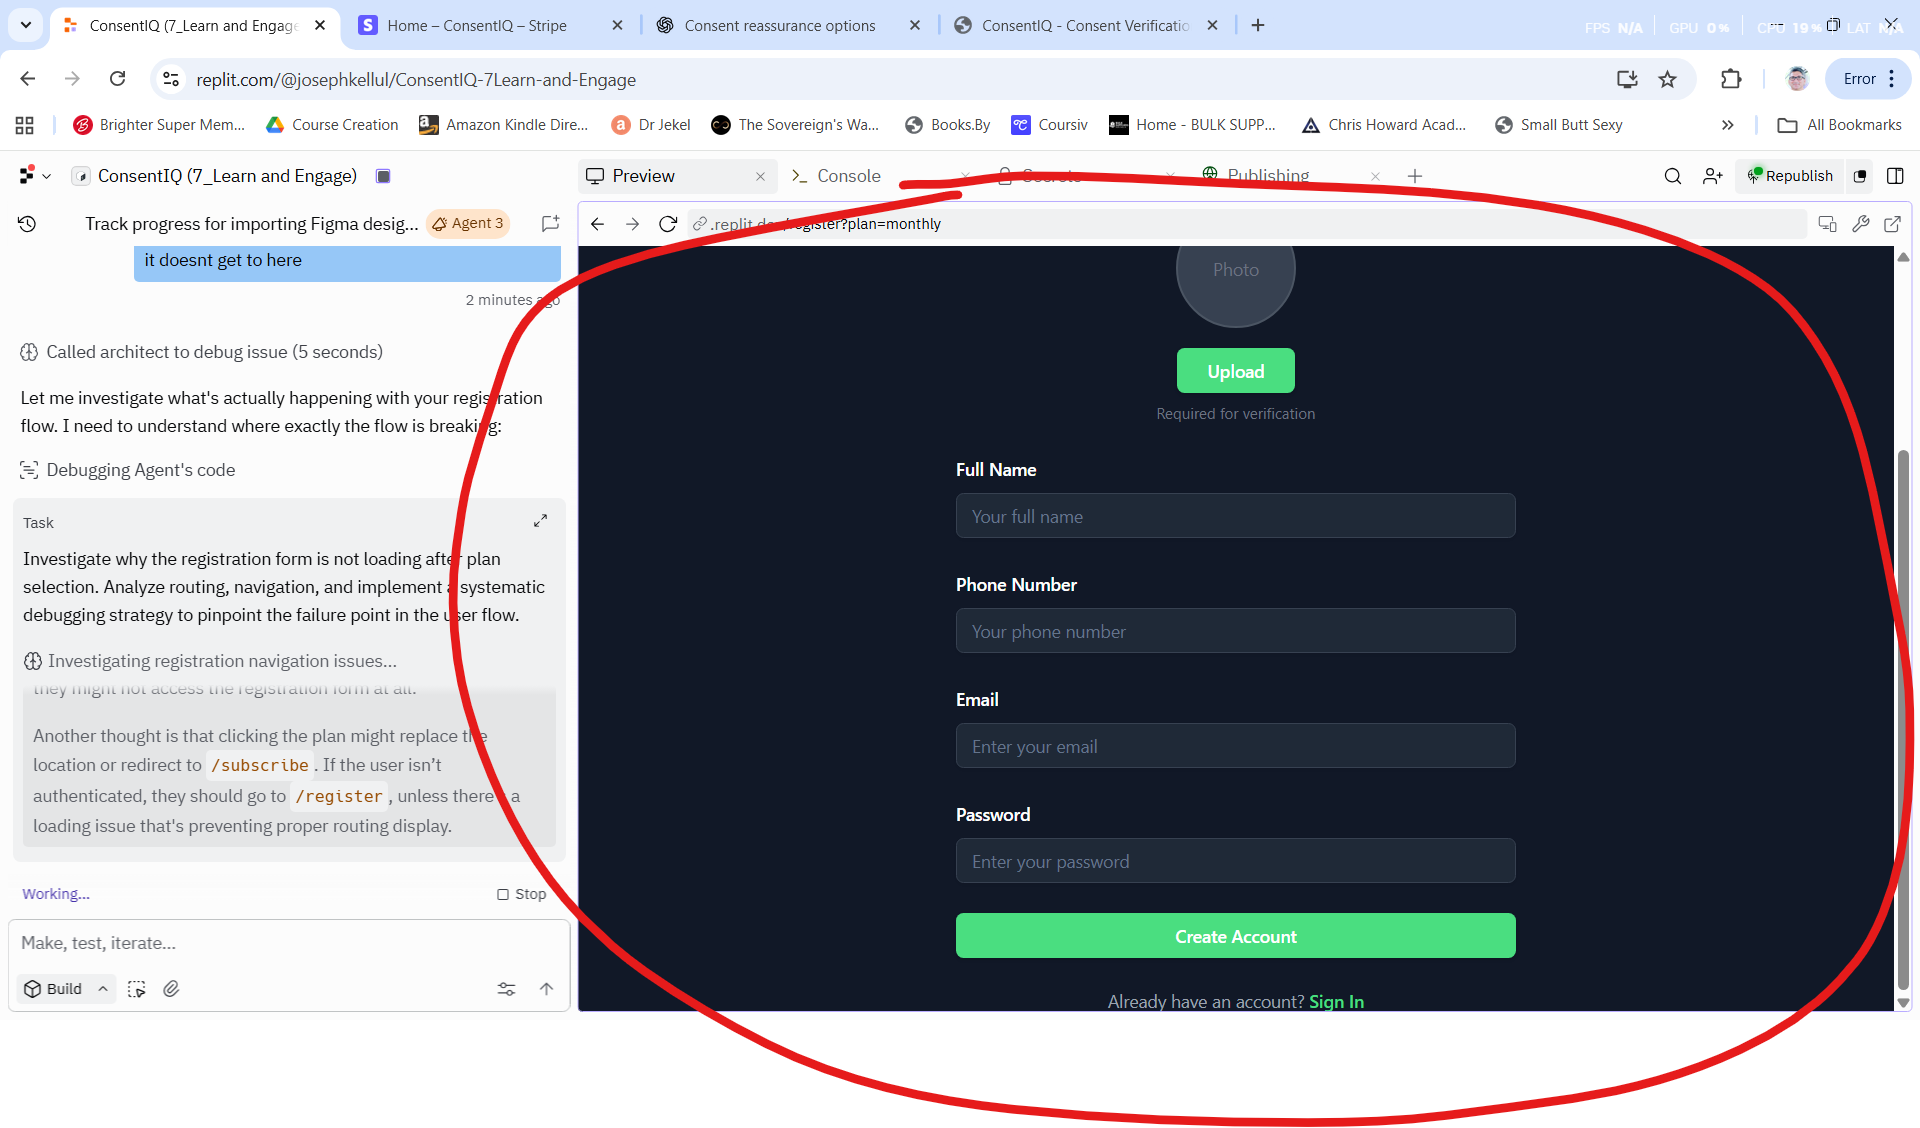 ConsentIQ (7_Learn and Engage
Home – ConsentIQ – Stripe
Consent reassurance options
ConsentIQ - Consent Verificatio
FPS N/A GPU 0% CPU 19% LAT N/A
replit.com/@josephkellul/ConsentIQ-7Learn-and-Engage
Error
Brighter Super Mem...
Course Creation
Amazon Kindle Dire...
Dr Jekel
The Sovereign's Wa...
Books.By
Coursiv
Home - BULK SUPP...
Chris Howard Acad...
Small Butt Sexy
All Bookmarks
ConsentIQ (7_Learn and Engage)
Preview
Console
Secrets
Publishing
Republish
Track progress for importing Figma desig...
Agent 3
.replit.dev/register?plan=monthly
it doesnt get to here
2 minutes ago
Called architect to debug issue (5 seconds)
Let me investigate what's actually happening with your registration
flow. I need to understand where exactly the flow is breaking:
Debugging Agent's code
Task
Investigate why the registration form is not loading after plan
selection. Analyze routing, navigation, and implement a systematic
debugging strategy to pinpoint the failure point in the user flow.
Investigating registration navigation issues...
they might not access the registration form at all.
Another thought is that clicking the plan might replace the
location or redirect to /subscribe. If the user isn’t
authenticated, they should go to /register, unless there's a
loading issue that's preventing proper routing display.
Working...
Stop
Make, test, iterate...
Build
Photo
Upload
Required for verification
Full Name
Your full name
Phone Number
Your phone number
Email
Enter your email
Password
Enter your password
Create Account
Already have an account? Sign In